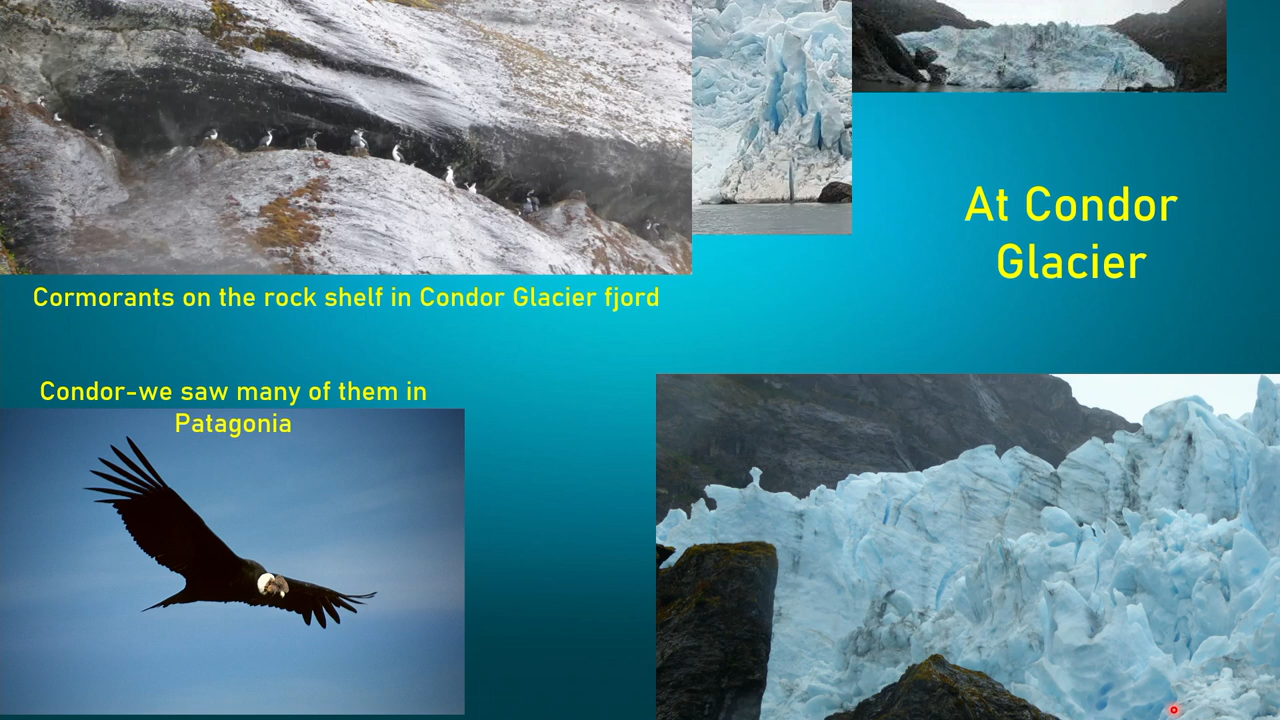 Cormorants on the rock shelf in Condor Glacier fjord
At Condor
Glacier
Condor-we saw many of them in
Patagonia